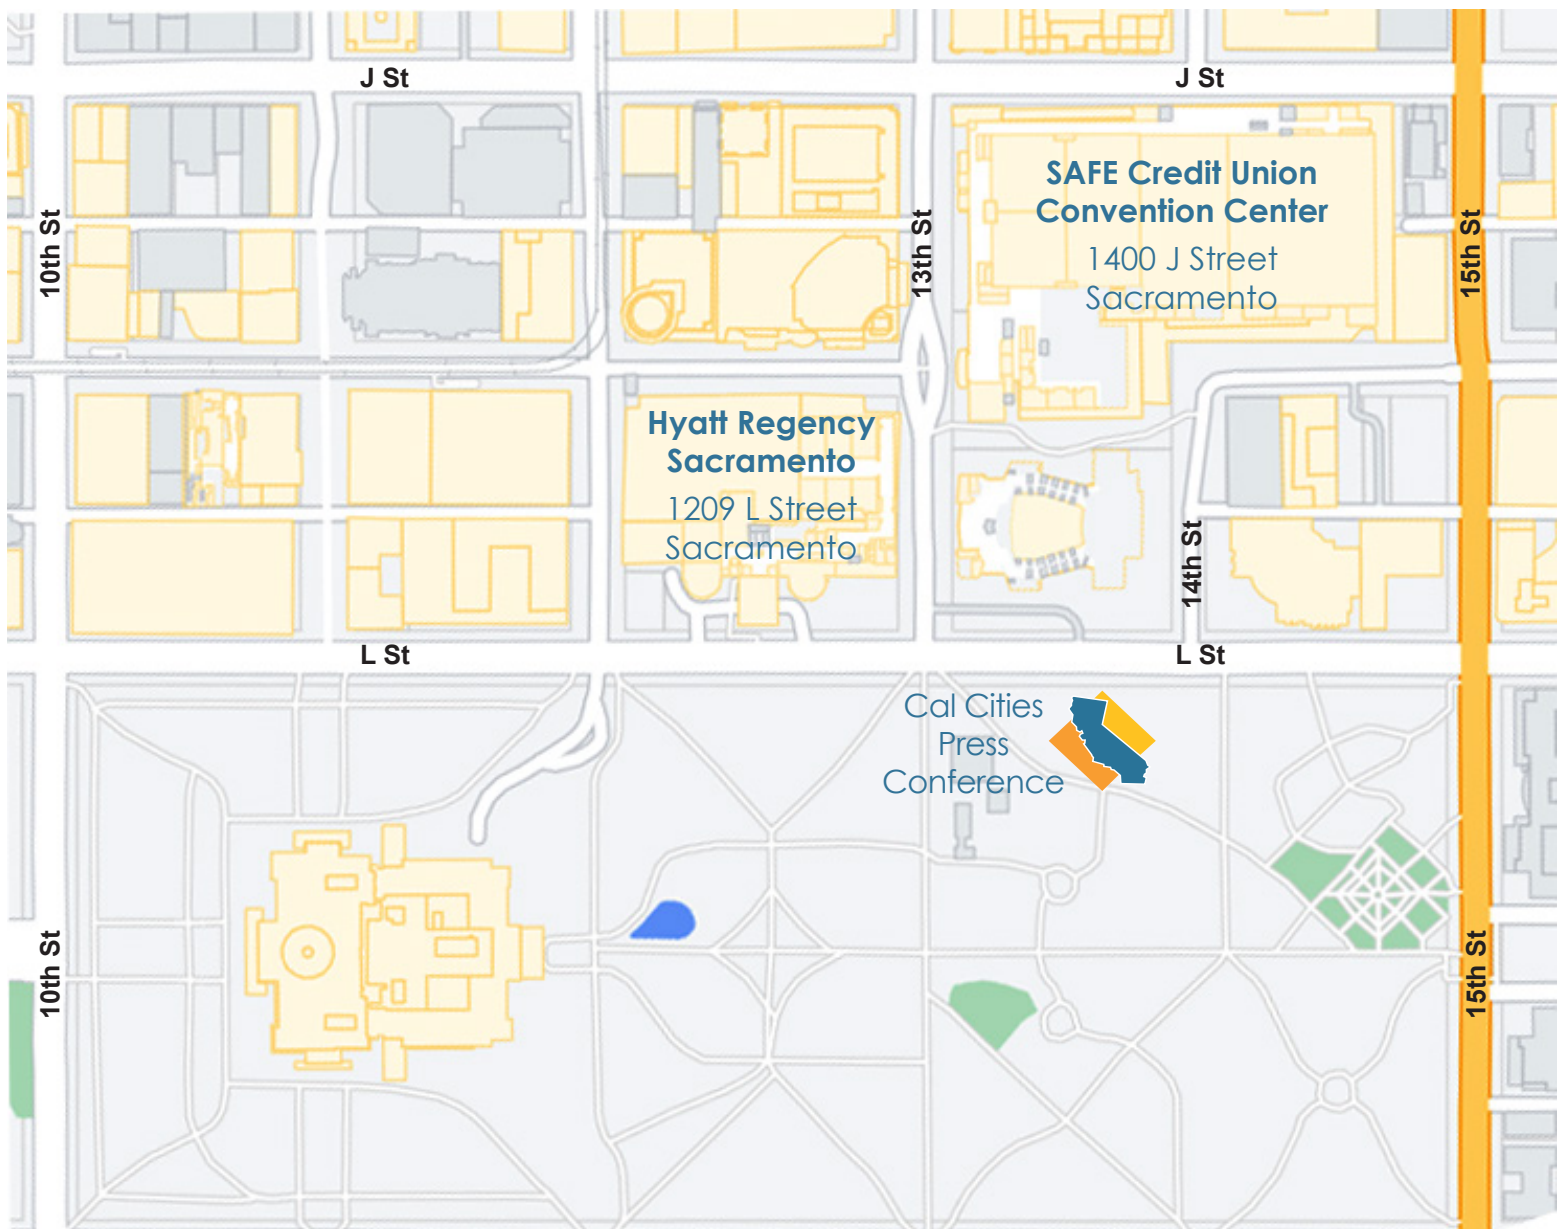 J St
J St
SAFE Credit Union
Convention Center
1400 J Street
Sacramento
10th St
13th St
15th St
Hyatt Regency
Sacramento
1209 L Street
Sacramento
14th St
L St
L St
Cal Cities
Press
Conference
10th St
15th St